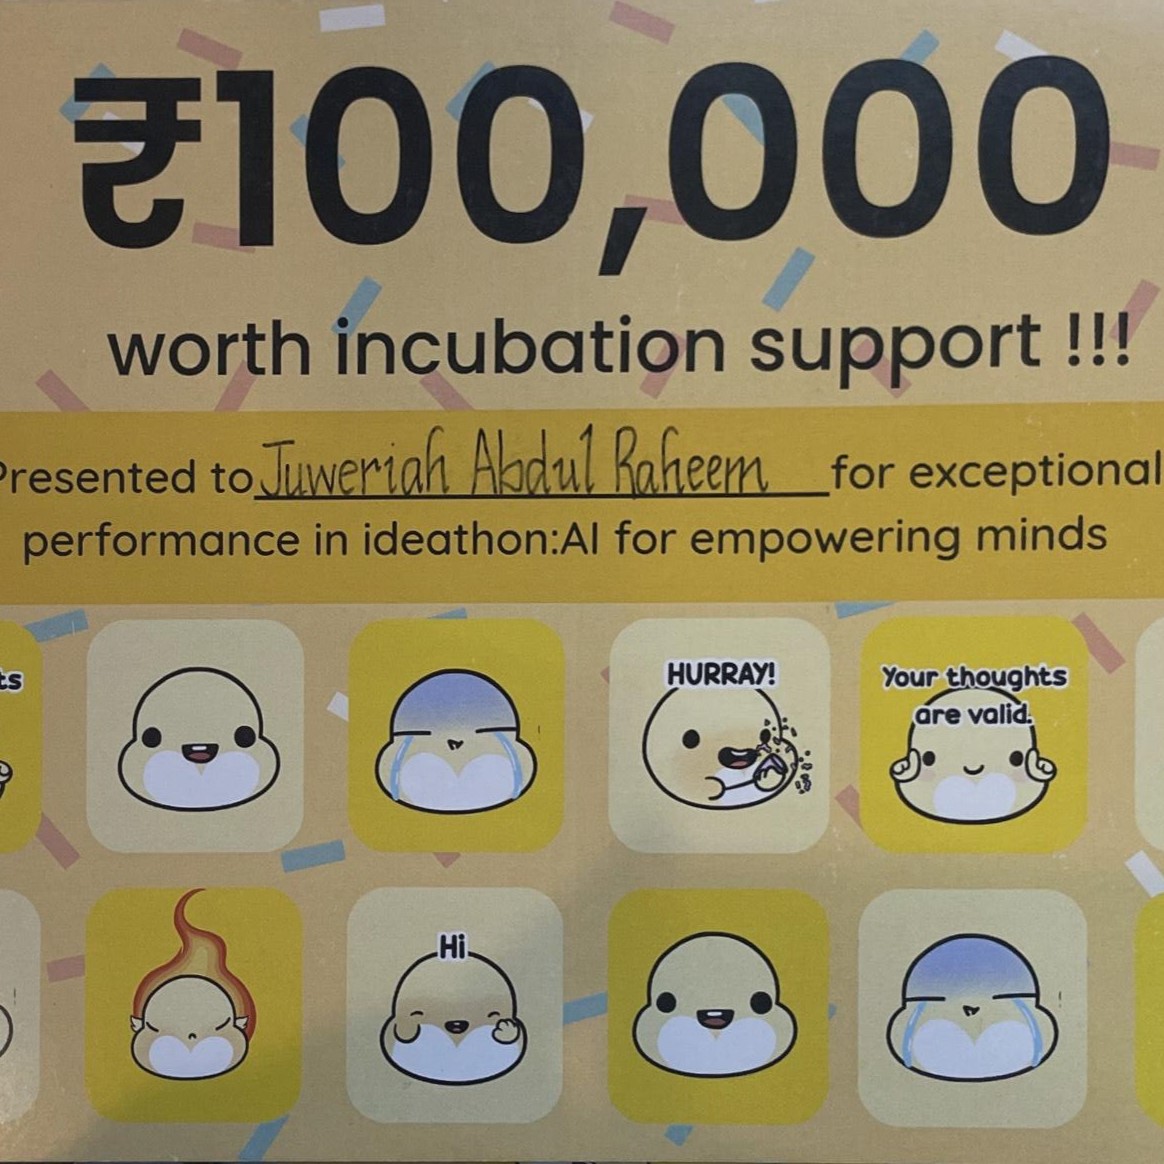 ₹100,000
worth incubation support !!!
Presented to Juweriah Abdul Raheem for exceptional
performance in ideathon:AI for empowering minds
HURRAY!
Your thoughts
are valid.
Hi